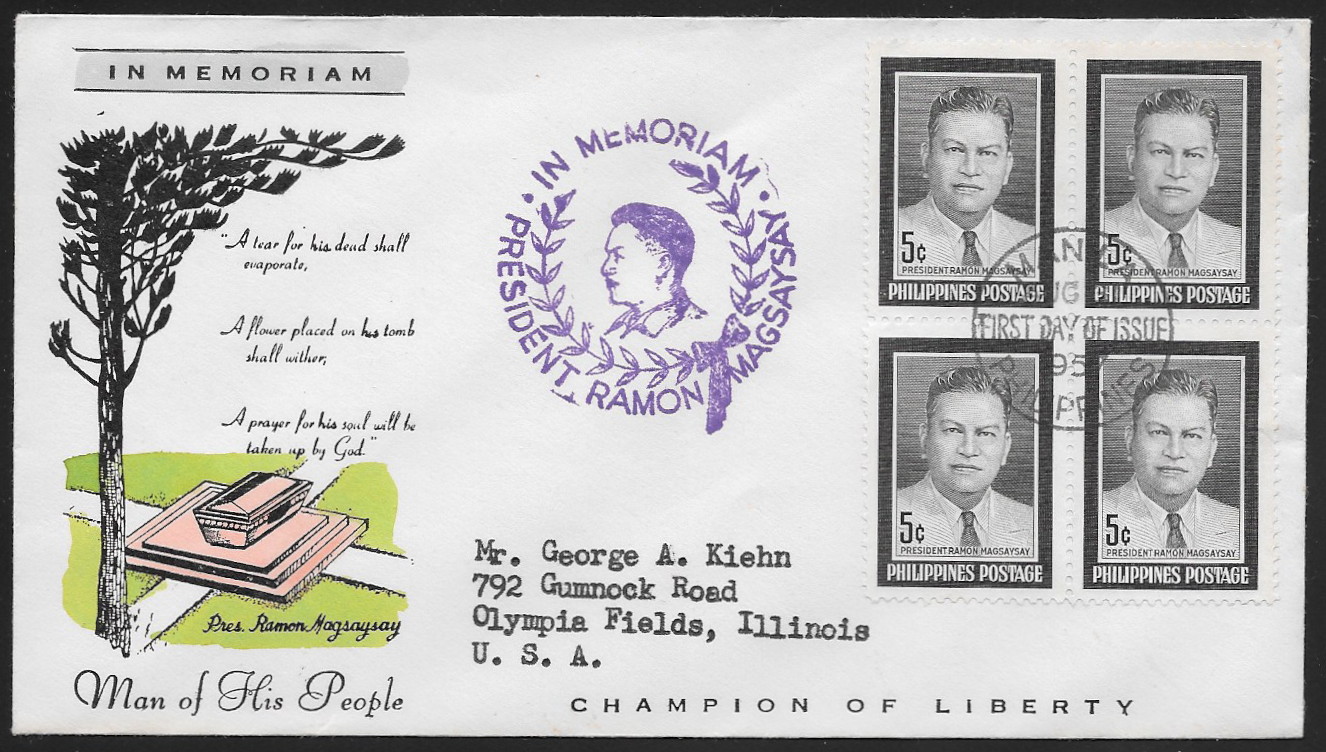 IN MEMORIAM
"A tear for his dead shall
evaporate,
A flower placed on his tomb
shall wither,
A prayer for his soul will be
taken up by God."
Pres. Ramon Magsaysay
Man of His People
· IN MEMORIAM ·
PRESIDENT RAMON MAGSAYSAY
5¢
PRESIDENT RAMON MAGSAYSAY
PHILIPPINES POSTAGE
5¢
PRESIDENT RAMON MAGSAYSAY
PHILIPPINES POSTAGE
5¢
PRESIDENT RAMON MAGSAYSAY
PHILIPPINES POSTAGE
5¢
PRESIDENT RAMON MAGSAYSAY
PHILIPPINES POSTAGE
FIRST DAY OF ISSUE
PHILIPPINES
Mr. George A. Kiehn
792 Gumnock Road
Olympia Fields, Illinois
U. S. A.
CHAMPION OF LIBERTY